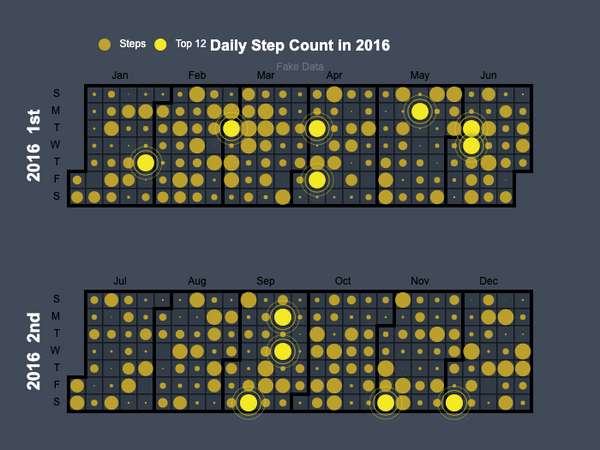 Steps Top 12 Daily Step Count in 2016
Fake Data
Jan Feb Mar Apr May Jun
2016 1st
S
M
T
W
T
F
S
Jul Aug Sep Oct Nov Dec
2016 2nd
S
M
T
W
T
F
S